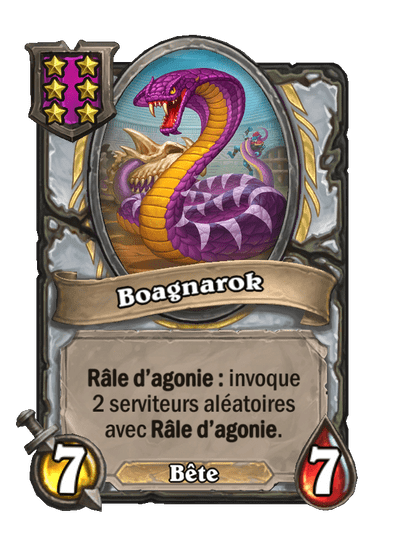 Boagnarok
Râle d'agonie : invoque
2 serviteurs aléatoires
avec Râle d'agonie.
7
Bête
7